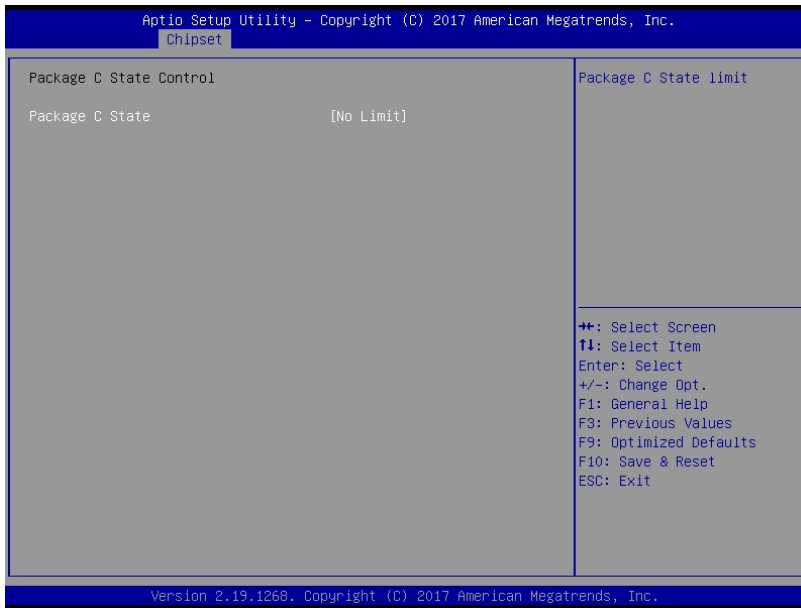 Aptio Setup Utility – Copyright (C) 2017 American Megatrends, Inc.
Chipset
Package C State Control
Package C State [No Limit]
Package C State limit
→←: Select Screen
↑↓: Select Item
Enter: Select
+/-: Change Opt.
F1: General Help
F3: Previous Values
F9: Optimized Defaults
F10: Save & Reset
ESC: Exit
Version 2.19.1268. Copyright (C) 2017 American Megatrends, Inc.